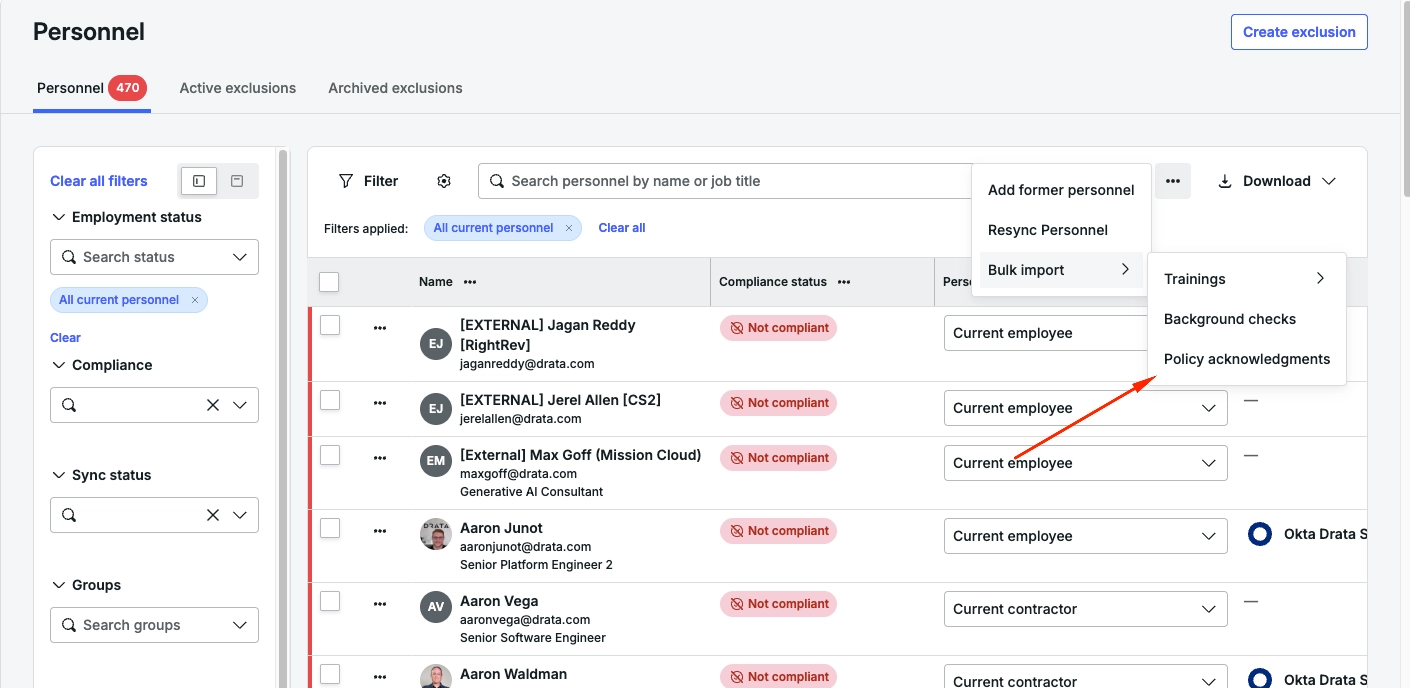 Personnel
Create exclusion
Personnel 470 Active exclusions Archived exclusions
Clear all filters
Employment status
Search status
All current personnel
Clear
Compliance
Sync status
Groups
Search groups
Filter
Search personnel by name or job title
Download
Filters applied: All current personnel Clear all
Add former personnel
Resync Personnel
Bulk import
Trainings
Background checks
Policy acknowledgments
Name Compliance status Perso
EJ
[EXTERNAL] Jagan Reddy
[RightRev]
jaganreddy@drata.com
Not compliant
Current employee
EJ
[EXTERNAL] Jerel Allen [CS2]
jerelallen@drata.com
Not compliant
Current employee
—
EM
[External] Max Goff (Mission Cloud)
maxgoff@drata.com
Generative AI Consultant
Not compliant
Current employee
—
DRATA
Aaron Junot
aaronjunot@drata.com
Senior Platform Engineer 2
Not compliant
Current employee
Okta Drata S
AV
Aaron Vega
aaronvega@drata.com
Senior Software Engineer
Not compliant
Current contractor
—
Aaron Waldman
Not compliant
Current contractor
Okta Drata S